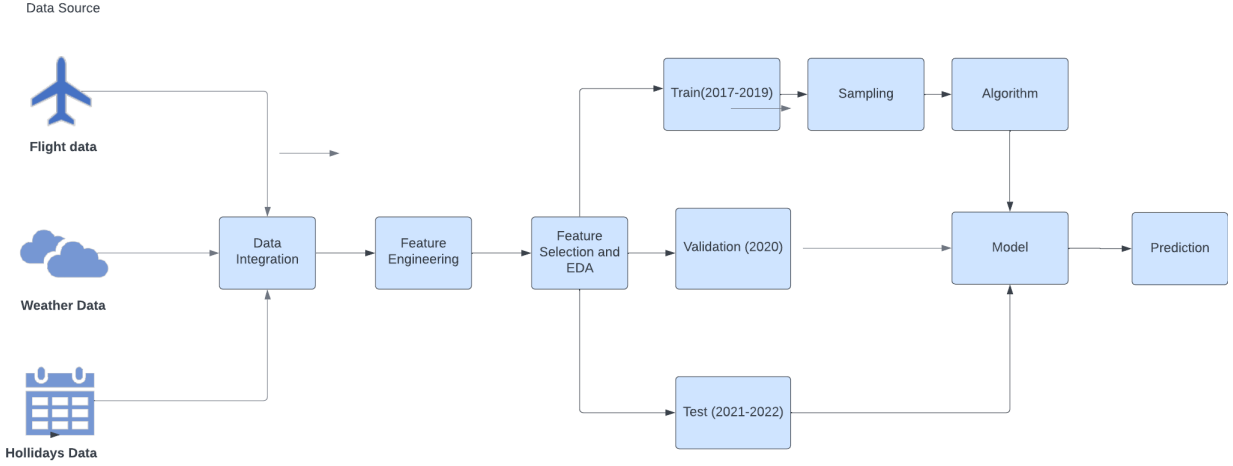 Data Source
Flight data
Weather Data
Hollidays Data
Data
Integration
Feature
Engineering
Feature
Selection and
EDA
Train(2017-2019)
Sampling
Algorithm
Validation (2020)
Model
Prediction
Test (2021-2022)